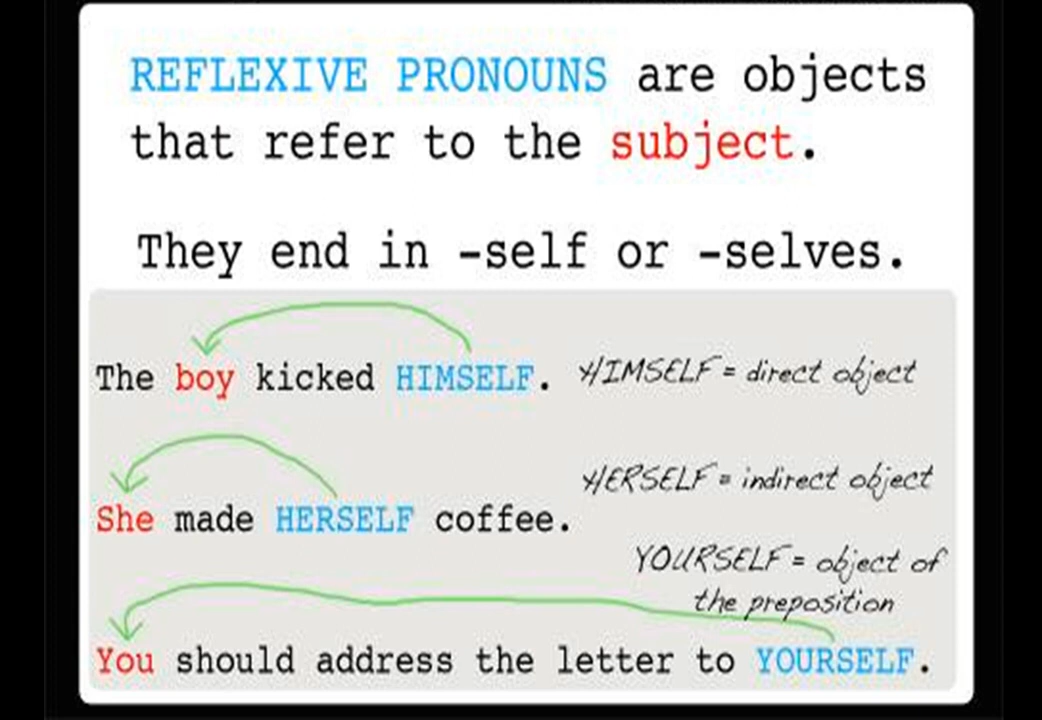 REFLEXIVE PRONOUNS are objects
that refer to the subject.
They end in -self or -selves.
The boy kicked HIMSELF. HIMSELF = direct object
HERSELF = indirect object
She made HERSELF coffee.
YOURSELF = object of
the preposition
You should address the letter to YOURSELF.